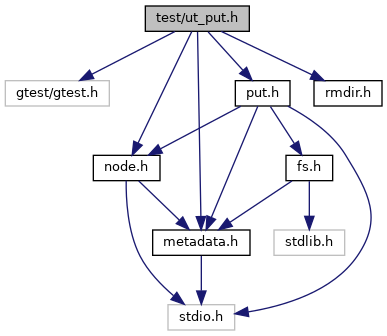 test/ut_put.h
gtest/gtest.h
put.h
rmdir.h
node.h
fs.h
metadata.h
stdlib.h
stdio.h